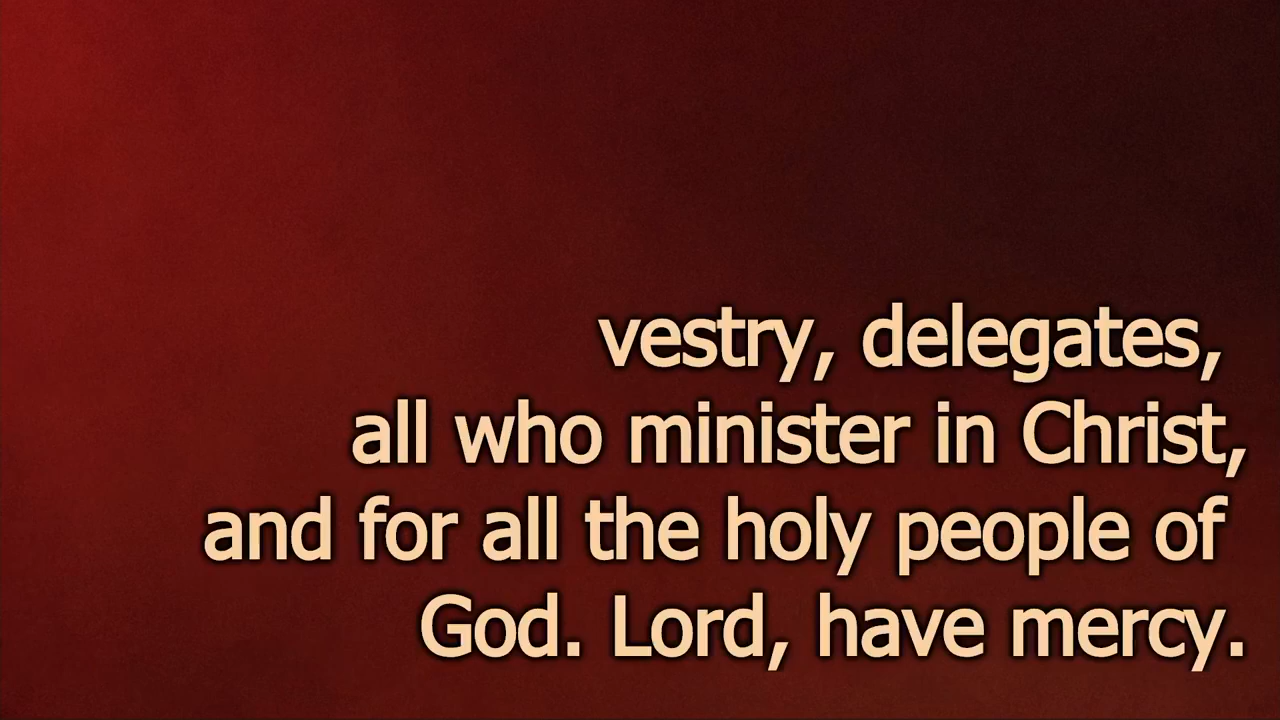 vestry, delegates,
all who minister in Christ,
and for all the holy people of
God. Lord, have mercy.